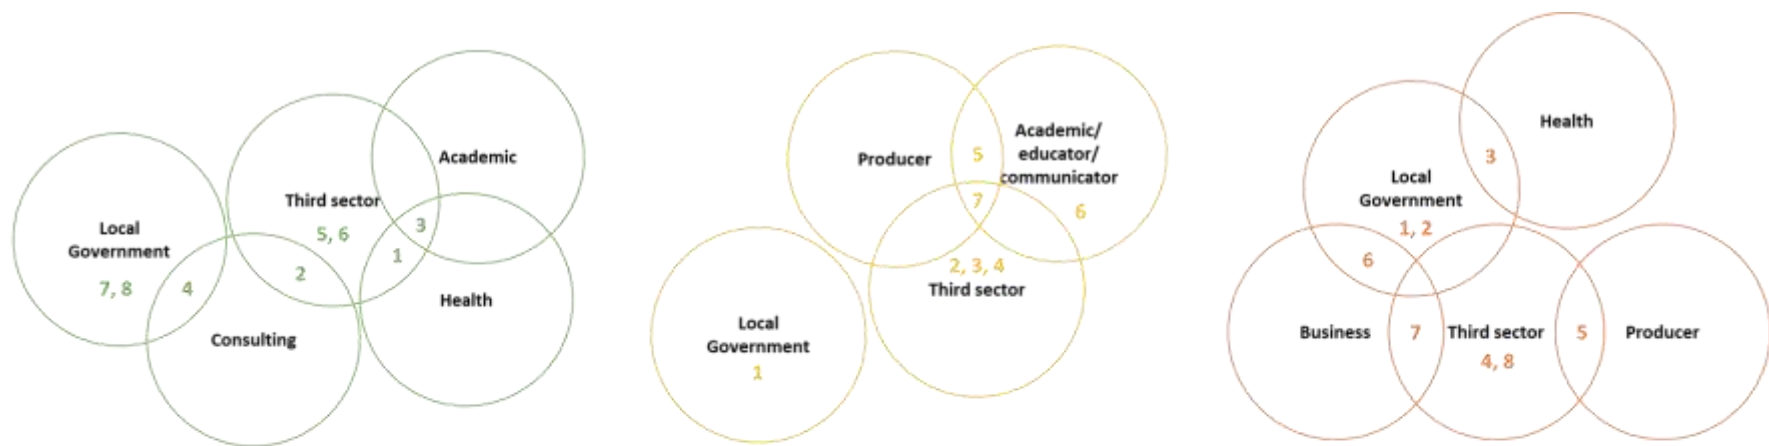 Academic
Third sector
5, 6
3
1
Local
Government
7, 8
4
2
Health
Consulting
Producer
5
Academic/
educator/
communicator
7
6
2, 3, 4
Third sector
Local
Government
1
Health
3
Local
Government
1, 2
6
Business
7
Third sector
4, 8
5
Producer